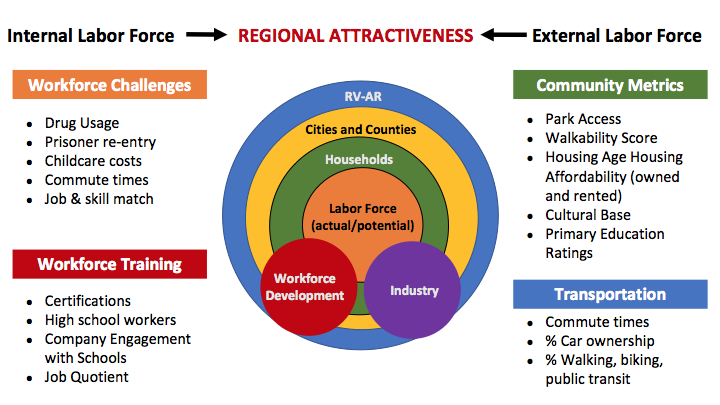 Internal Labor Force
REGIONAL ATTRACTIVENESS
External Labor Force
Workforce Challenges
• Drug Usage
• Prisoner re-entry
• Childcare costs
• Commute times
• Job & skill match
Workforce Training
• Certifications
• High school workers
• Company Engagement
with Schools
• Job Quotient
RV-AR
Cities and Counties
Households
Labor Force
(actual/potential)
Workforce
Development
Industry
Community Metrics
• Park Access
• Walkability Score
• Housing Age Housing
Affordability (owned
and rented)
• Cultural Base
• Primary Education
Ratings
Transportation
• Commute times
• % Car ownership
• % Walking, biking,
public transit